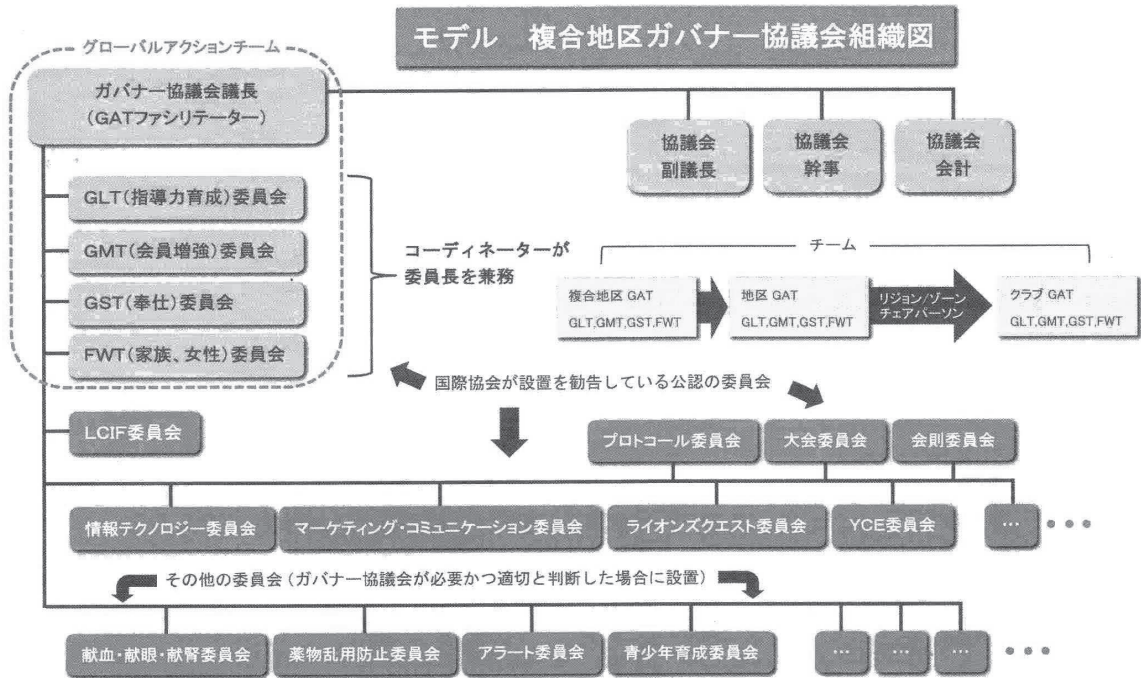 モデル 複合地区ガバナー協議会組織図
グローバルアクションチーム
ガバナー協議会議長
(GATファシリテーター)
協議会
副議長
協議会
幹事
協議会
会計
GLT(指導力育成)委員会
GMT(会員増強)委員会
GST(奉仕)委員会
FWT(家族、女性)委員会
コーディネーターが
委員長を兼務
チーム
複合地区 GAT
GLT,GMT,GST,FWT
地区 GAT
GLT,GMT,GST,FWT
リジョン/ゾーン
チェアパーソン
クラブ GAT
GLT,GMT,GST,FWT
国際協会が設置を勧告している公認の委員会
LCIF委員会
プロトコール委員会
大会委員会
会則委員会
情報テクノロジー委員会
マーケティング・コミュニケーション委員会
ライオンズクエスト委員会
YCE委員会
…
その他の委員会(ガバナー協議会が必要かつ適切と判断した場合に設置)
献血・献眼・献腎委員会
薬物乱用防止委員会
アラート委員会
青少年育成委員会
…
…
…